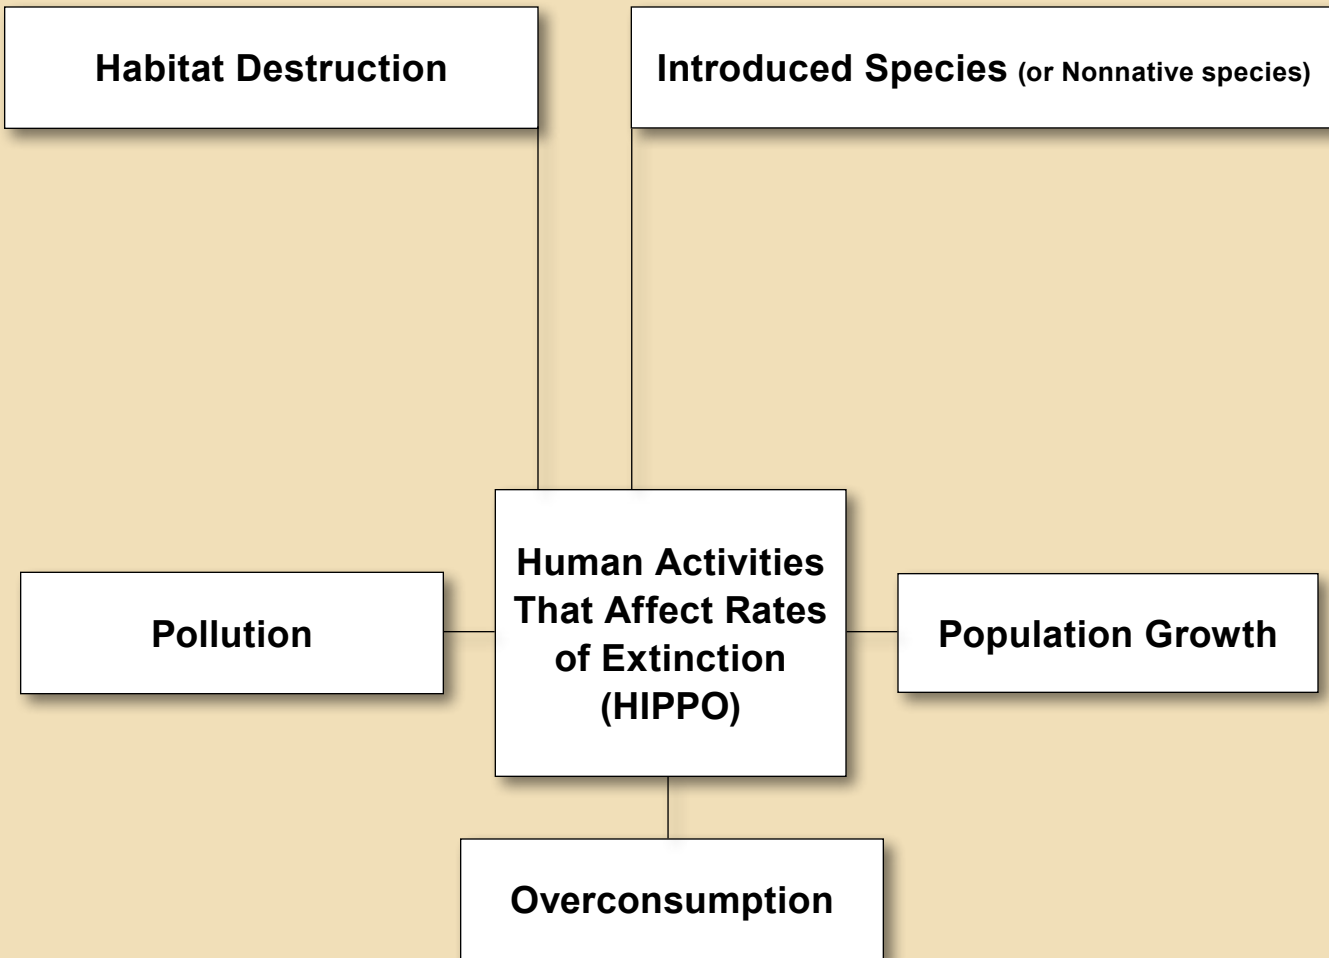 Habitat Destruction
Introduced Species (or Nonnative species)
Human Activities
That Affect Rates
of Extinction
(HIPPO)
Pollution
Population Growth
Overconsumption